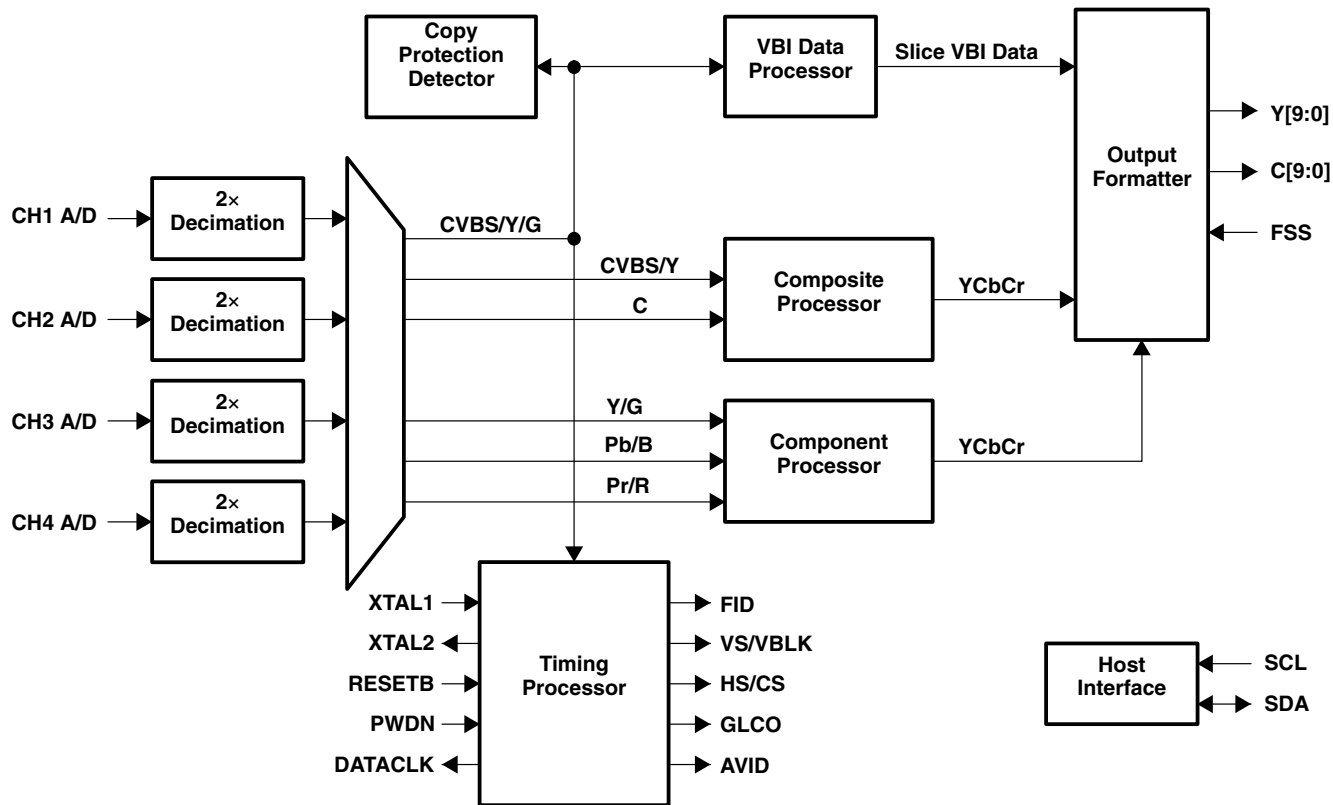 Copy
Protection
Detector
VBI Data
Processor
Slice VBI Data
Output
Formatter
Y[9:0]
C[9:0]
FSS
CH1 A/D
2×
Decimation
CH2 A/D
2×
Decimation
CH3 A/D
2×
Decimation
CH4 A/D
2×
Decimation
CVBS/Y/G
CVBS/Y
C
Composite
Processor
YCbCr
Y/G
Pb/B
Pr/R
Component
Processor
YCbCr
XTAL1
XTAL2
RESETB
PWDN
DATACLK
Timing
Processor
FID
VS/VBLK
HS/CS
GLCO
AVID
Host
Interface
SCL
SDA